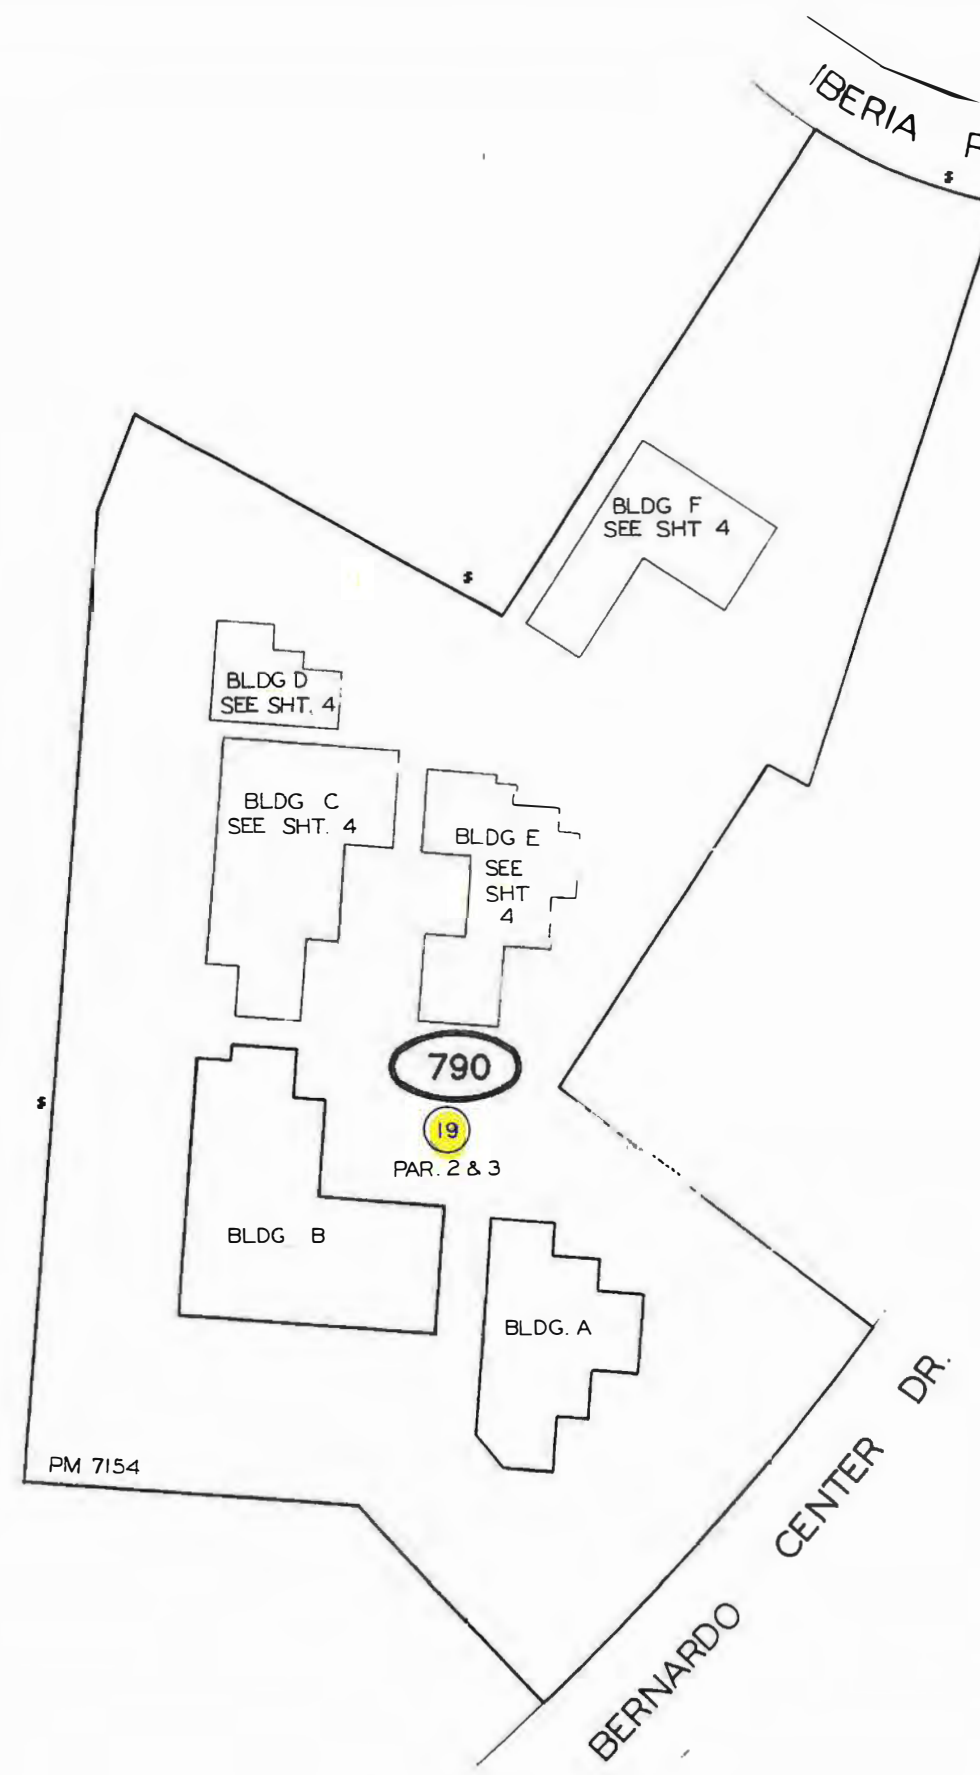 IBERIA
BLDG F
SEE SHT 4
BLDG D
SEE SHT. 4
BLDG C
SEE SHT. 4
BLDG E
SEE
SHT
4
790
19
PAR. 2 & 3
BLDG B
BLDG. A
PM 7154
BERNARDO CENTER DR.